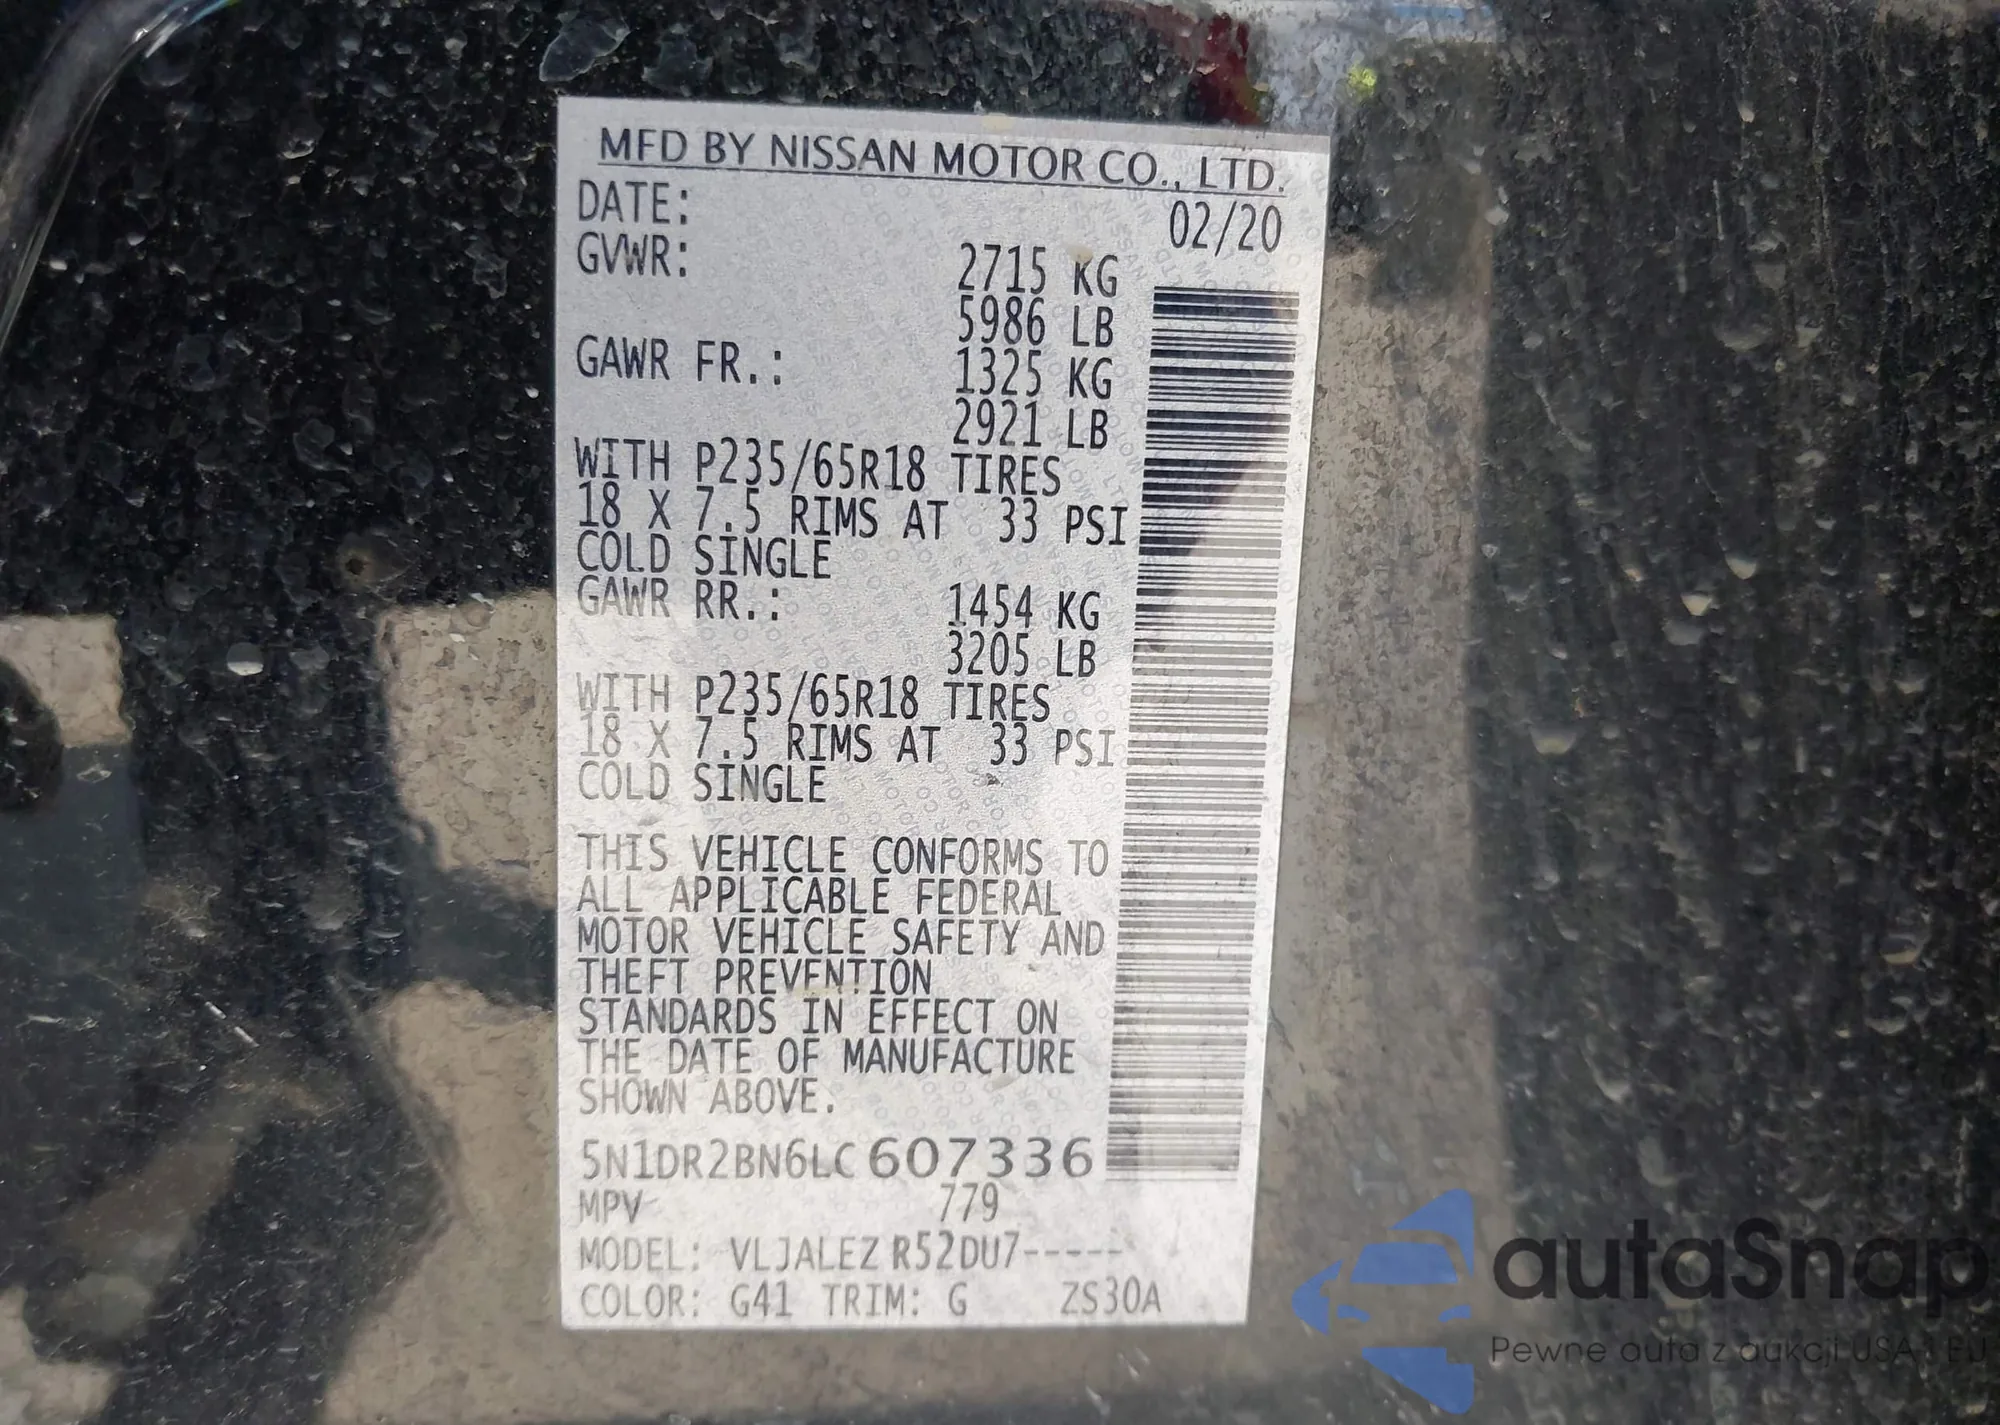 MFD BY NISSAN MOTOR CO., LTD.
DATE: 02/20
GVWR: 2715 KG
5986 LB
GAWR FR.: 1325 KG
2921 LB
WITH P235/65R18 TIRES
18 X 7.5 RIMS AT 33 PSI
COLD SINGLE
GAWR RR.: 1454 KG
3205 LB
WITH P235/65R18 TIRES
18 X 7.5 RIMS AT 33 PSI
COLD SINGLE
THIS VEHICLE CONFORMS TO
ALL APPLICABLE FEDERAL
MOTOR VEHICLE SAFETY AND
THEFT PREVENTION
STANDARDS IN EFFECT ON
THE DATE OF MANUFACTURE
SHOWN ABOVE.
5N1DR2BN6LC607336
MPV 779
MODEL: VLJALEZ R52DU7-----
COLOR: G41 TRIM: G ZS30A
autoSnap
Pewne auta z aukcji USA i EU